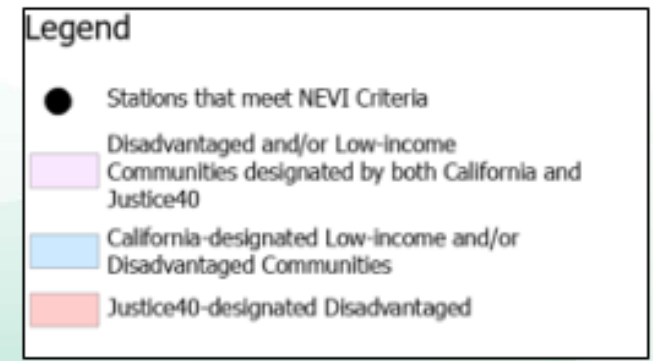 Legend
Stations that meet NEVI Criteria
Disadvantaged and/or Low-income
Communities designated by both California and
Justice40
California-designated Low-income and/or
Disadvantaged Communities
Justice40-designated Disadvantaged